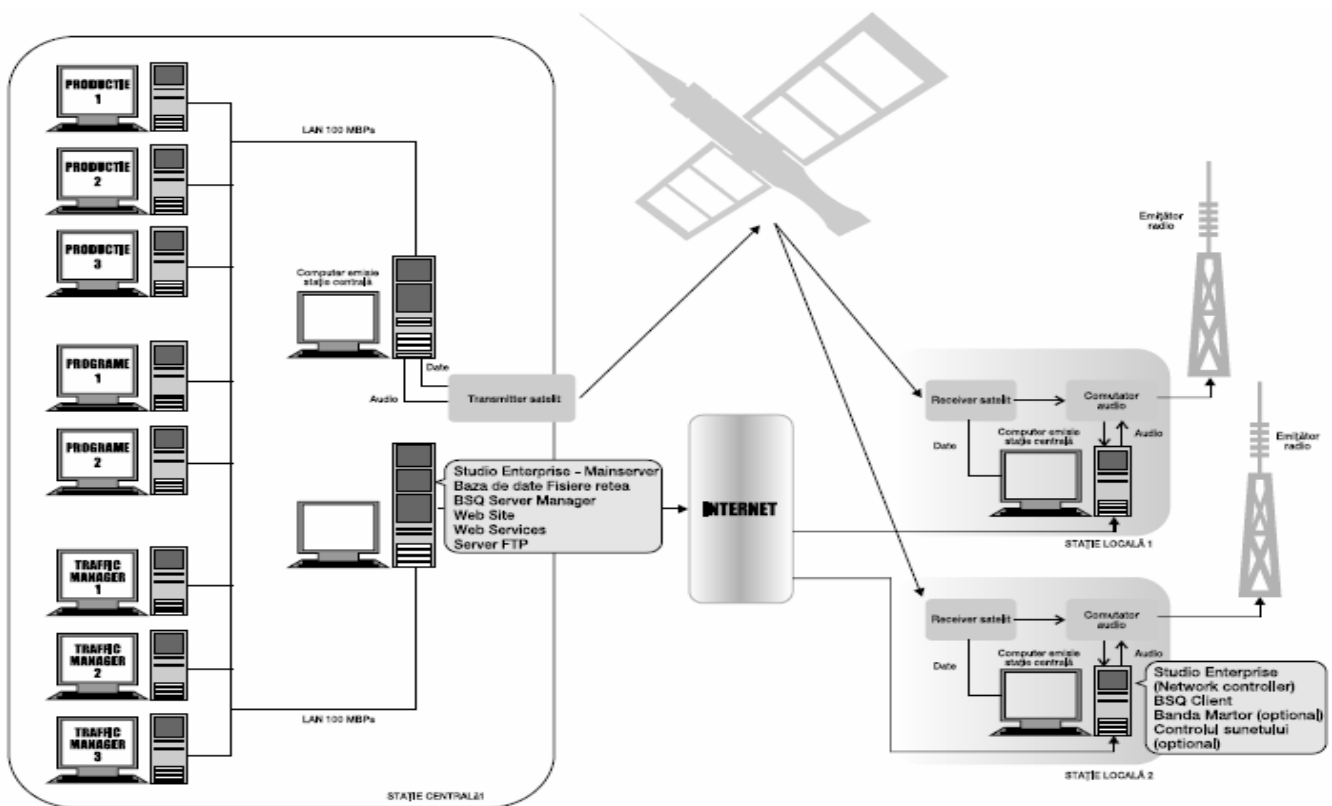 PRODUCTIE
1
PRODUCTIE
2
PRODUCTIE
3
PROGRAME
1
PROGRAME
2
TRAFFIC
MANAGER
1
TRAFFIC
MANAGER
2
TRAFFIC
MANAGER
3
LAN 100 MBPs
Computer emisie
stație centrală
Date
Audio
Transmitter satelit
Studio Enterprise - Mainserver
Baza de date Fisiere retea
BSQ Server Manager
Web Site
Web Services
Server FTP
LAN 100 MBPs
STAȚIE CENTRALĂ1
INTERNET
Emițător
radio
Receiver satelit
Comutator
audio
Date
Computer emisie
stație centrală
Audio
STAȚIE LOCALĂ 1
Emițător
radio
Receiver satelit
Comutator
audio
Date
Computer emisie
stație centrală
Audio
Studio Enterprise
(Network controller)
BSQ Client
Banda Martor (optional)
Controlul sunetului
(optional)
STAȚIE LOCALĂ 2